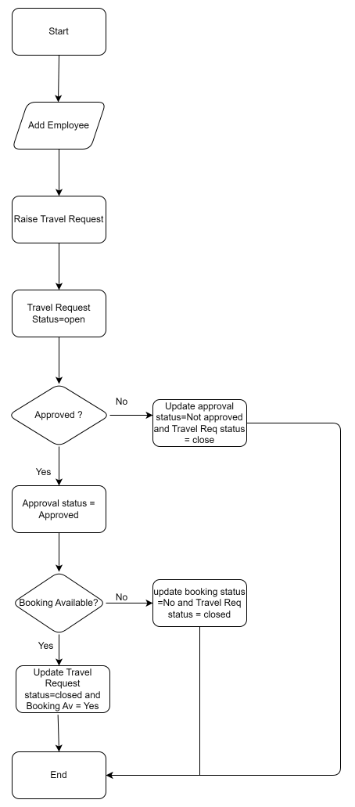 Start
Add Employee
Raise Travel Request
Travel Request
Status=open
Approved ?
No
Update approval
status=Not approved
and Travel Req status
= close
Yes
Approval status =
Approved
Booking Available?
No
update booking status
=No and Travel Req
status = closed
Yes
Update Travel
Request
status=closed and
Booking Av = Yes
End